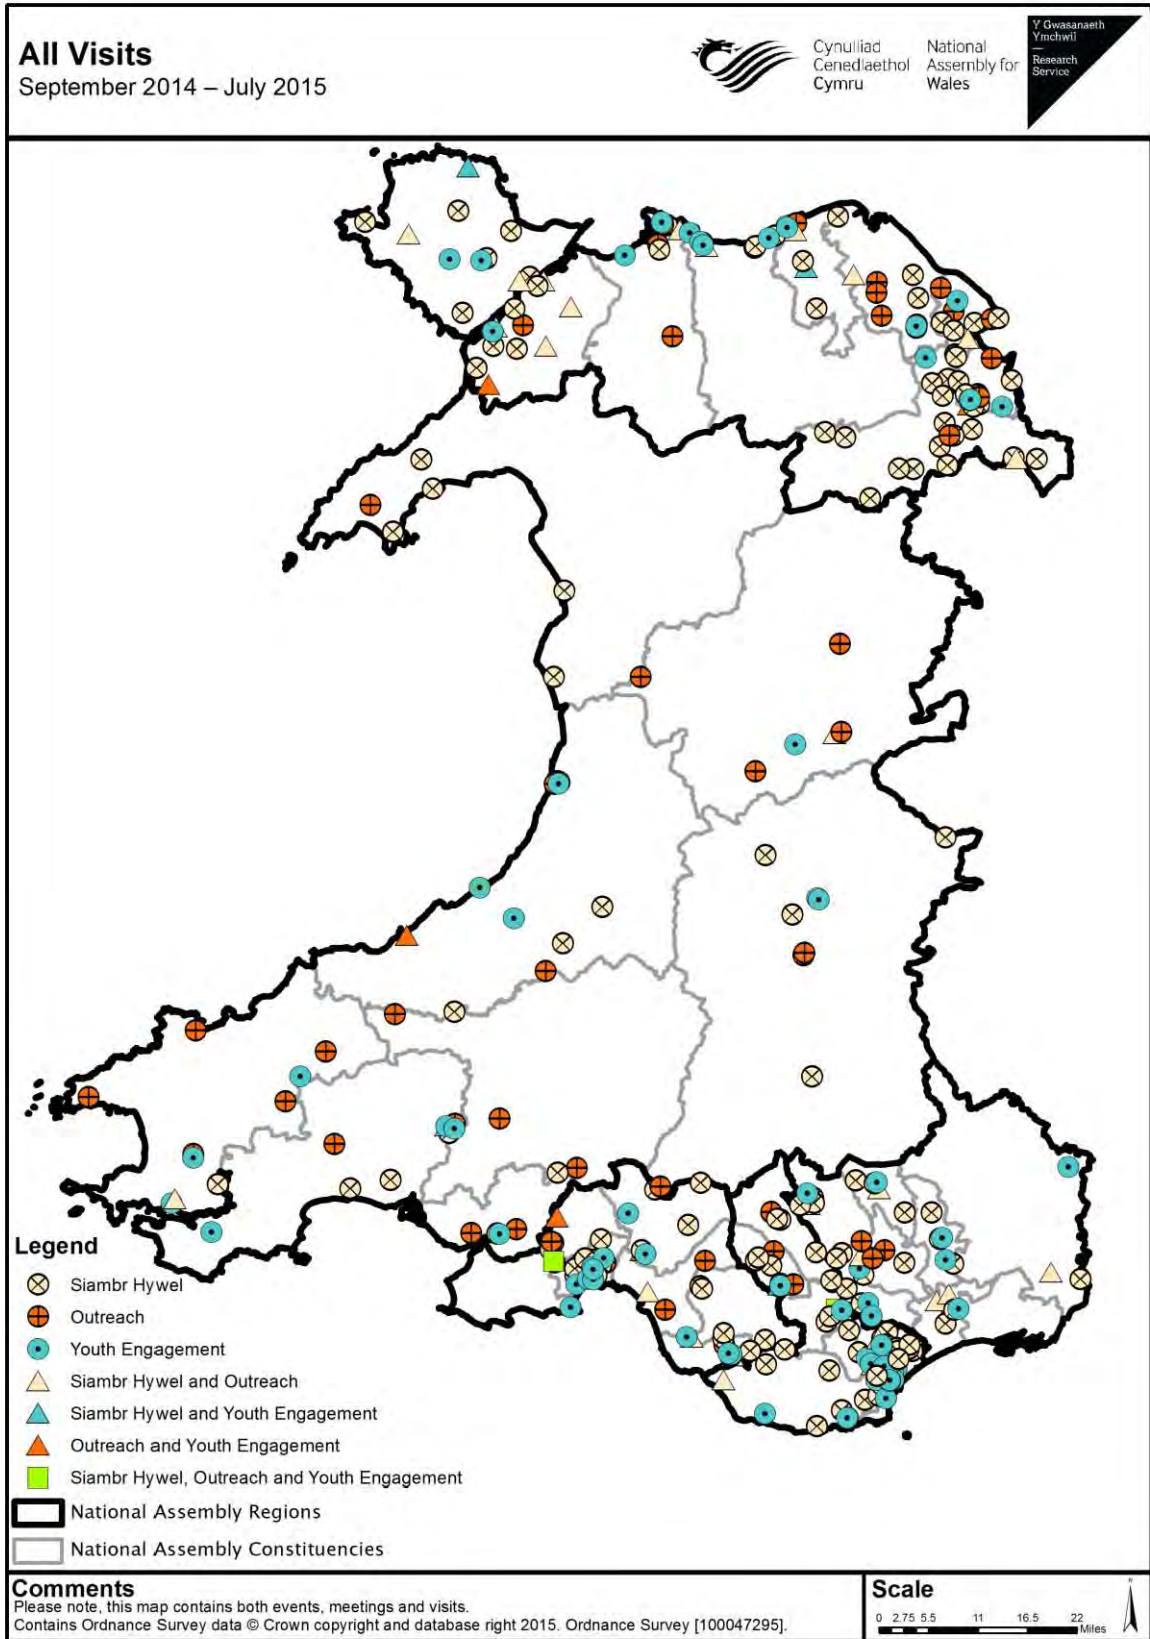 All Visits
September 2014 – July 2015
Cynulliad
Cenedlaethol
Cymru
National
Assembly for
Wales
Y Gwasanaeth
Ymchwil
—
Research
Service
Legend
Siambr Hywel
Outreach
Youth Engagement
Siambr Hywel and Outreach
Siambr Hywel and Youth Engagement
Outreach and Youth Engagement
Siambr Hywel, Outreach and Youth Engagement
National Assembly Regions
National Assembly Constituencies
Comments
Please note, this map contains both events, meetings and visits.
Contains Ordnance Survey data © Crown copyright and database right 2015. Ordnance Survey [100047295].
Scale
N
0 2.75 5.5 11 16.5 22
Miles